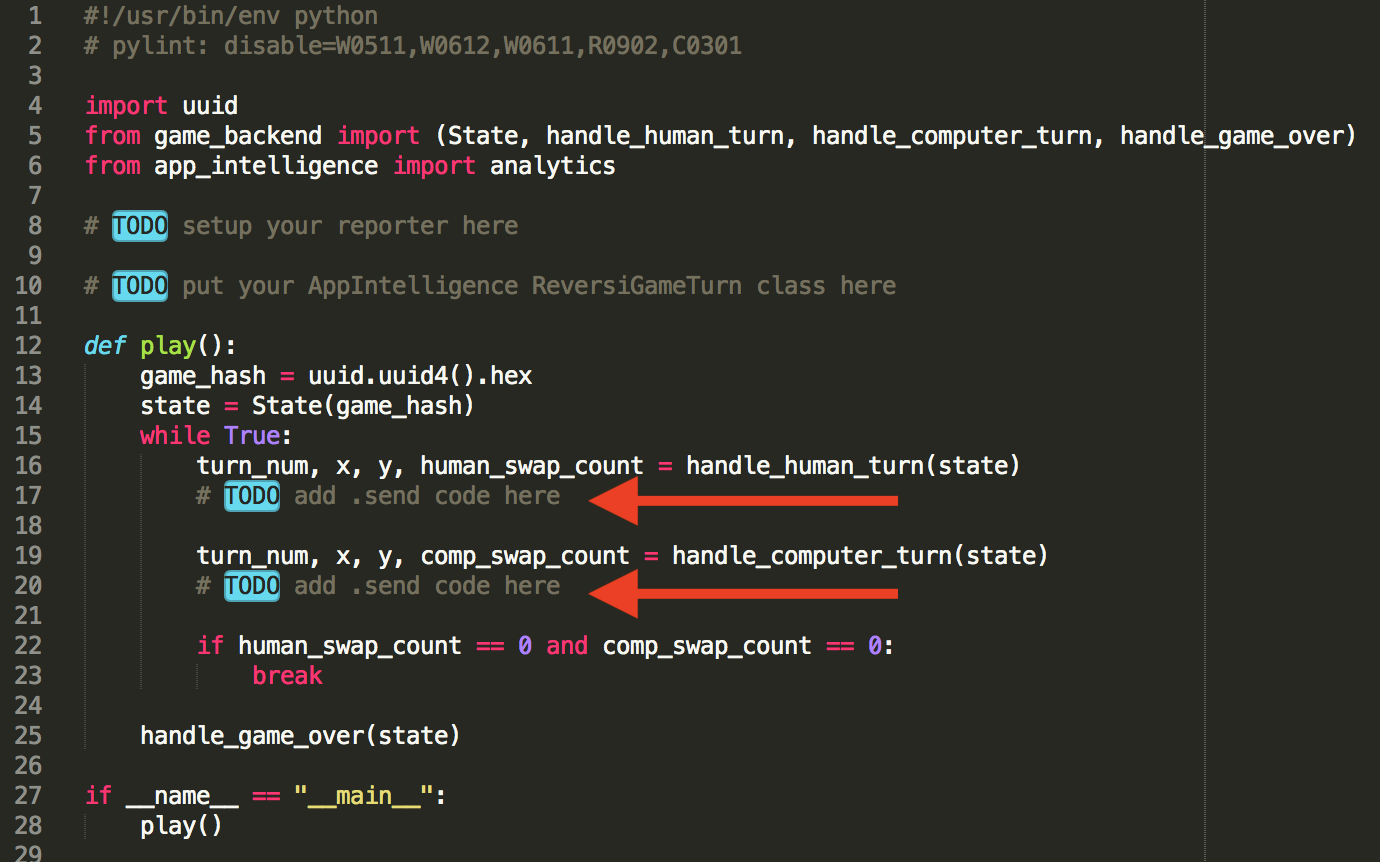 1 #!/usr/bin/env python
2 # pylint: disable=W0511,W0612,W0611,R0902,C0301
3
4 import uuid
5 from game_backend import (State, handle_human_turn, handle_computer_turn, handle_game_over)
6 from app_intelligence import analytics
7
8 # TODO setup your reporter here
9
10 # TODO put your AppIntelligence ReversiGameTurn class here
11
12 def play():
13     game_hash = uuid.uuid4().hex
14     state = State(game_hash)
15     while True:
16         turn_num, x, y, human_swap_count = handle_human_turn(state)
17         # TODO add .send code here
18
19         turn_num, x, y, comp_swap_count = handle_computer_turn(state)
20         # TODO add .send code here
21
22         if human_swap_count == 0 and comp_swap_count == 0:
23             break
24
25     handle_game_over(state)
26
27 if __name__ == "__main__":
28     play()
29